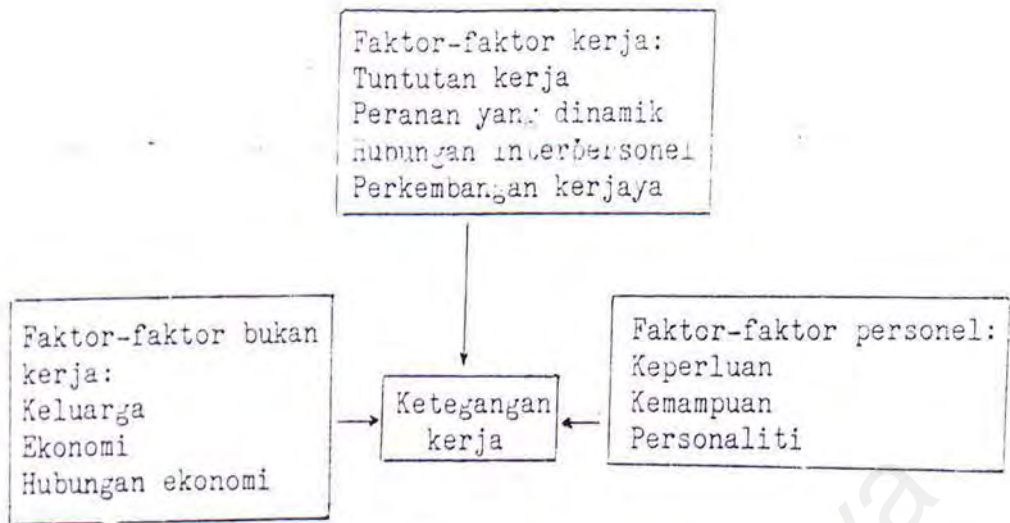 Faktor-faktor kerja:
Tuntutan kerja
Peranan yang dinamik
Hubungan interpersonel
Perkembangan kerjaya
Faktor-faktor bukan
kerja:
Keluarga
Ekonomi
Hubungan ekonomi
Ketegangan
kerja
Faktor-faktor personel:
Keperluan
Kemampuan
Personaliti